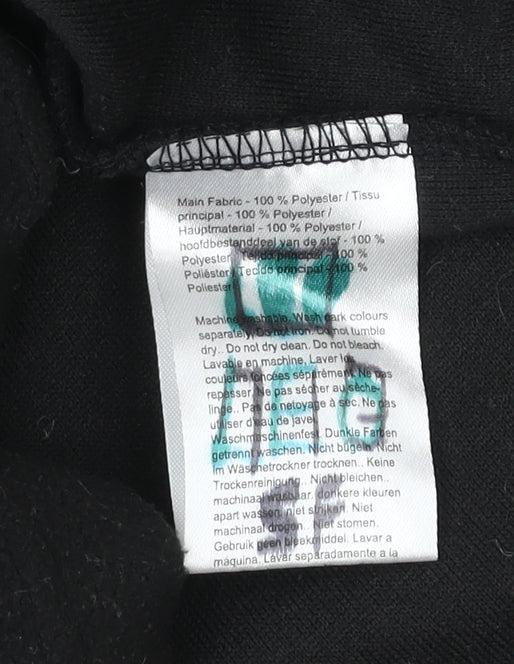 Main Fabric - 100 % Polyester / Tissu
principal - 100 % Polyester /
Hauptmaterial - 100 % Polyester /
hoofdbestanddeel van de stof - 100 %
Polyester Tejido principal 100 %
Poliéster Tecido principal - 100 %
Poliester
Machine washable. Wash dark colours
separately. Do not iron. Do not tumble
dry.. Do not dry clean. Do not bleach.
Lavable en machine. Laver les
couleurs foncées séparément. Ne pas
repasser. Ne pas sécher au sèche-
linge.. Pas de netoyage à sec. Ne pas
utliser d'eau de javel
Waschmaschinenfest. Dunkle Farben
getrennt waschen. Nicht bügeln. Nicht
im Wäschetrockner trocknen.. Keine
Trockenreinigung.. Nicht bleichen..
machinaal wasbaar. donkere kleuren
apart wassen. niet strijken. Niet
machinaal drogen.. Niet stomen.
Gebruik geen bleekmiddel. Lavar a
máquina. Lavar separadamente a la